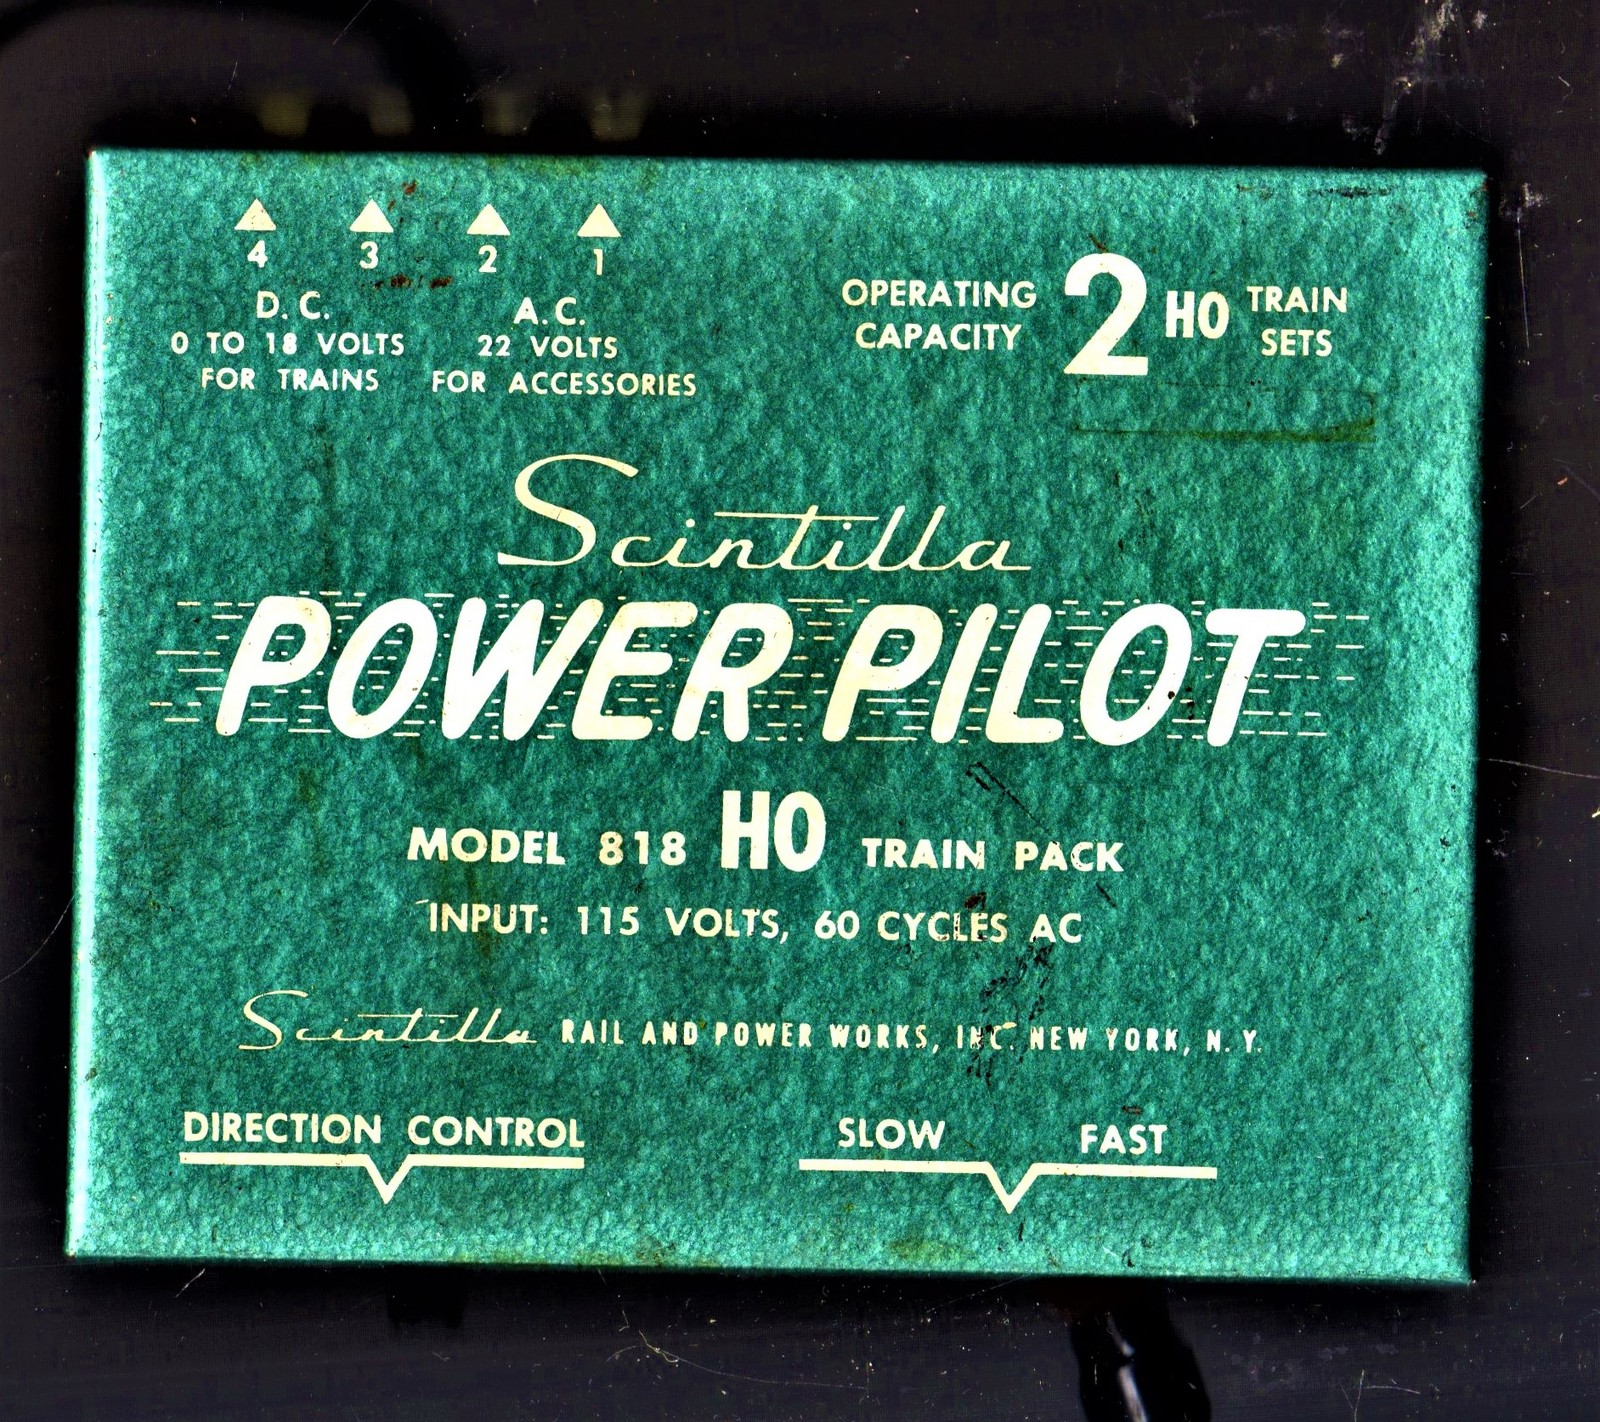 4 3 2 1
D. C. A. C.
0 TO 18 VOLTS 22 VOLTS
FOR TRAINS FOR ACCESSORIES
OPERATING
CAPACITY
2 HO
TRAIN
SETS
Scintilla
POWER PILOT
MODEL 818 HO TRAIN PACK
INPUT: 115 VOLTS, 60 CYCLES AC
Scintilla RAIL AND POWER WORKS, INC. NEW YORK, N. Y.
DIRECTION CONTROL
SLOW FAST